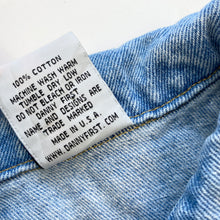 100% COTTON
MACHINE WASH WARM
TUMBLE DRY LOW
DO NOT BLEACH OR IRON
DANNY FIRST
NAME AND DESIGNS ARE
TRADE MARKED
MADE IN U.S.A.
WWW.DANNYFIRST.COM